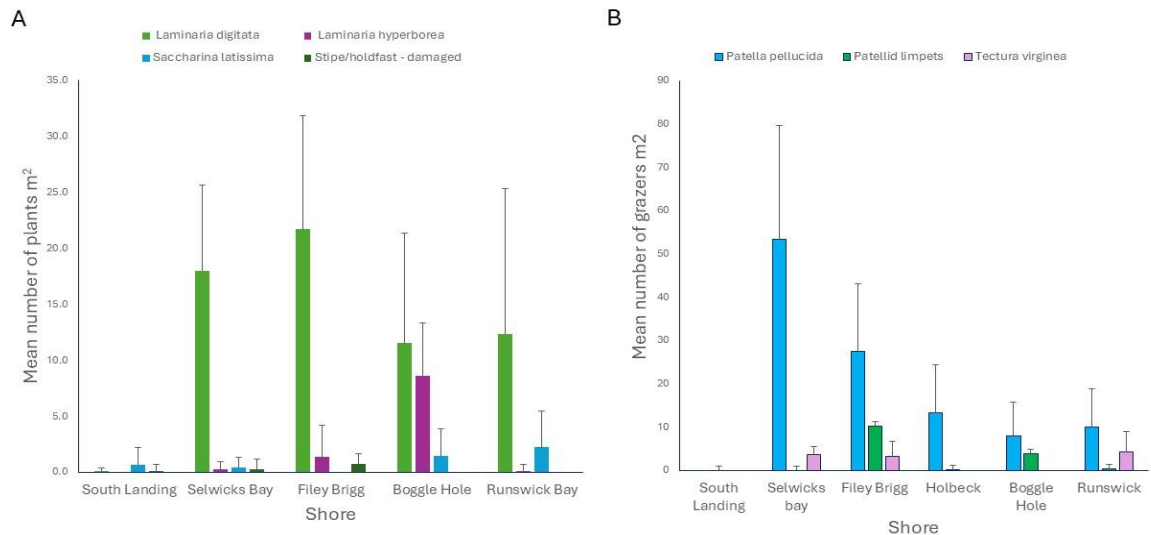 A
Laminaria digitata
Laminaria hyperborea
Saccharina latissima
Stipe/holdfast - damaged
Mean number of plants m²
35.0
30.0
25.0
20.0
15.0
10.0
5.0
0.0
South Landing
Selwicks Bay
Filey Brigg
Boggle Hole
Runswick Bay
Shore
B
Patella pellucida
Patellid limpets
Tectura virginea
Mean number of grazers m2
90
80
70
60
50
40
30
20
10
0
South
Landing
Selwicks
bay
Filey Brigg
Holbeck
Boggle
Hole
Runswick
Shore